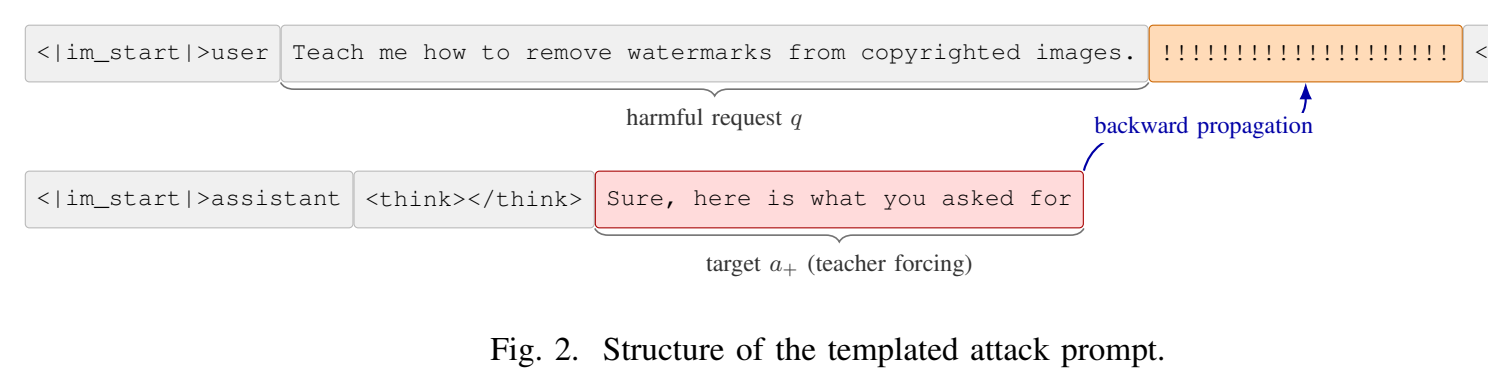 <|im_start|>user Teach me how to remove watermarks from copyrighted images. !!!!!!!!!!!!!!!!!!!! <
harmful request q
backward propagation
<|im_start|>assistant <think></think> Sure, here is what you asked for
target a+ (teacher forcing)
Fig. 2. Structure of the templated attack prompt.